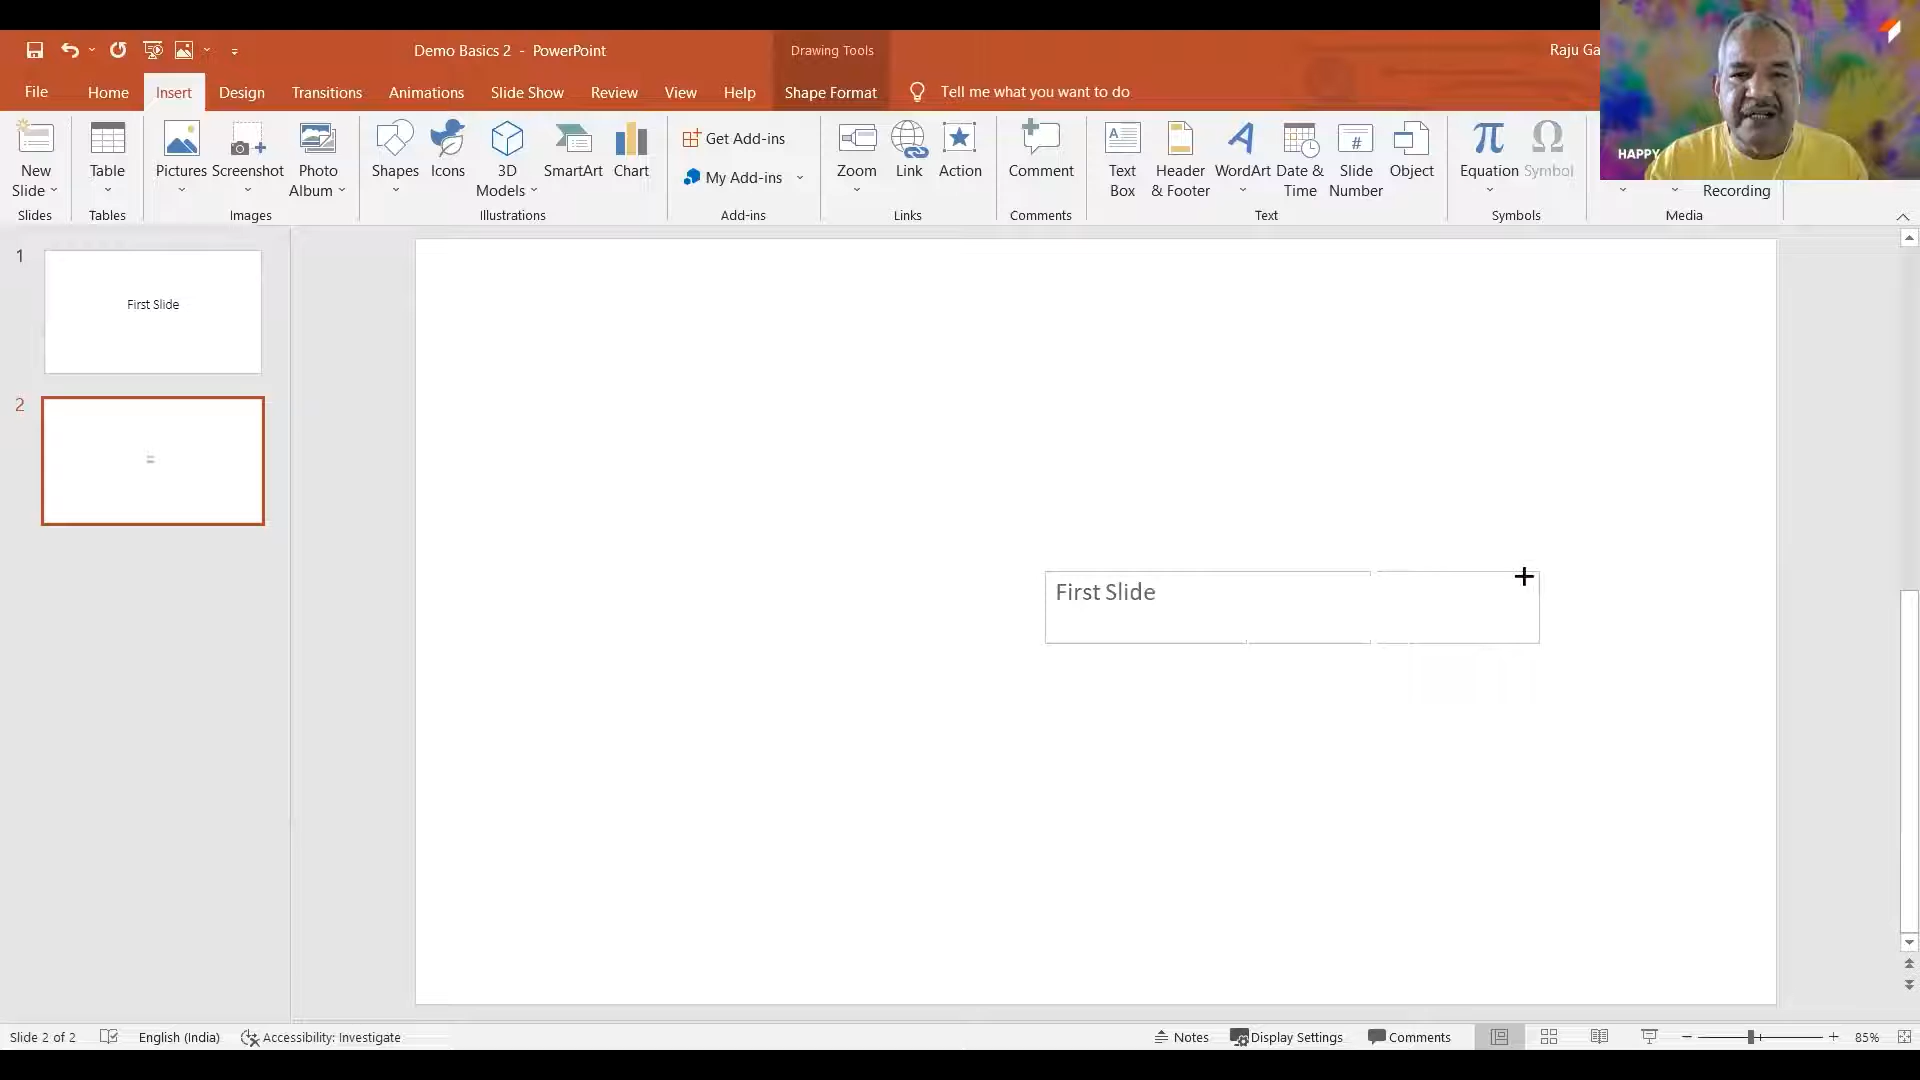 Demo Basics 2 - PowerPoint
Drawing Tools
Raju Ga
File
Home
Insert
Design
Transitions
Animations
Slide Show
Review
View
Help
Shape Format
Tell me what you want to do
HAPPY
New
Slide
Table
Pictures
Screenshot
Photo
Album
Shapes
Icons
3D
Models
SmartArt
Chart
Get Add-ins
My Add-ins
Zoom
Link
Action
Comment
Text
Box
Header
& Footer
WordArt
Date &
Time
Slide
Number
Object
Equation
Symbol
Recording
Slides
Tables
Images
Illustrations
Add-ins
Links
Comments
Text
Symbols
Media
1
First Slide
2
First Slide
Slide 2 of 2
English (India)
Accessibility: Investigate
Notes
Display Settings
Comments
85%